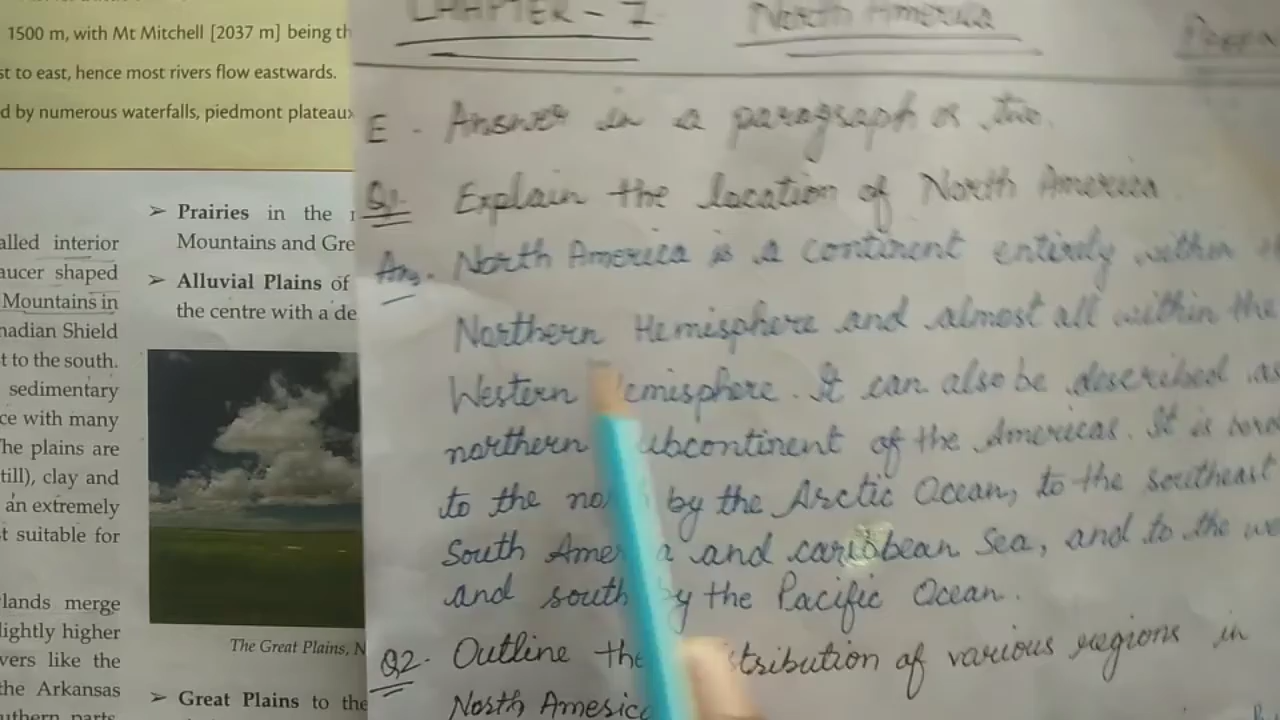 1500 m, with Mt Mitchell [2037 m] being th
st to east, hence most rivers flow eastwards.
d by numerous waterfalls, piedmont plateaux
alled interior
aucer shaped
Mountains in
nadian Shield
t to the south.
sedimentary
ce with many
he plains are
till), clay and
an extremely
t suitable for
lands merge
lightly higher
vers like the
the Arkansas
uthern parts
➢ Prairies in the
Mountains and Gre
➢ Alluvial Plains of
the centre with a de
The Great Plains, N
➢ Great Plains to the
CHAPTER - 7 North America
E. Answer in a paragraph or two.
Q1. Explain the location of North America.
Ans. North America is a continent entirely within
Northern Hemisphere and almost all within the
Western Hemisphere. It can also be described as
northern subcontinent of the Americas. It is
to the north by the Arctic Ocean, to the southeast
South America and caribbean Sea, and to the we
and south by the Pacific Ocean.
Q2. Outline the distribution of various regions in
North America